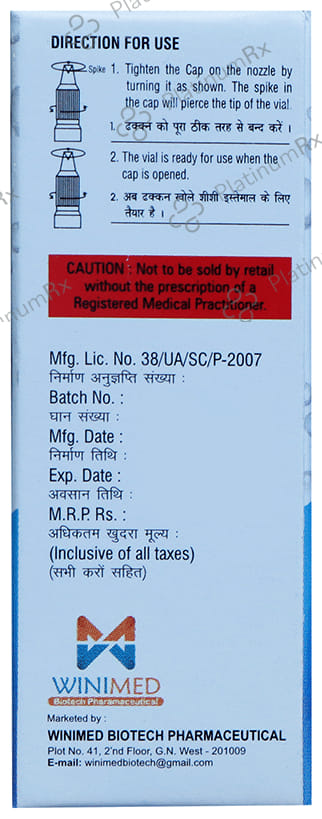 DIRECTION FOR USE
Spike
1. Tighten the Cap on the nozzle by
turning it as shown. The spike in
the cap will pierce the tip of the vial
1. ढक्कन को पूरा ठीक तरह से बन्द करें ।
2. The vial is ready for use when the
cap is opened.
2. अब ढक्कन खोले शीशी इस्तेमाल के लिए
तैयार है ।
CAUTION : Not to be sold by retail
without the prescription of a
Registered Medical Practitioner.
Mfg. Lic. No. 38/UA/SC/P-2007
निर्माण अनुज्ञप्ति संख्या :
Batch No. :
घान संख्या :
Mfg. Date :
निर्माण तिथि :
Exp. Date :
अवसान तिथि :
M.R.P. Rs. :
अधिकतम खुदरा मूल्य :
(Inclusive of all taxes)
(सभी करों सहित)
WINIMED
Biotech Pharamaceutical
Marketed by :
WINIMED BIOTECH PHARMACEUTICAL
Plot No. 41, 2'nd Floor, G.N. West - 201009
E-mail: winimedbiotech@gmail.com
PlatinumRx
PlatinumRx
PlatinumRx
PlatinumRx